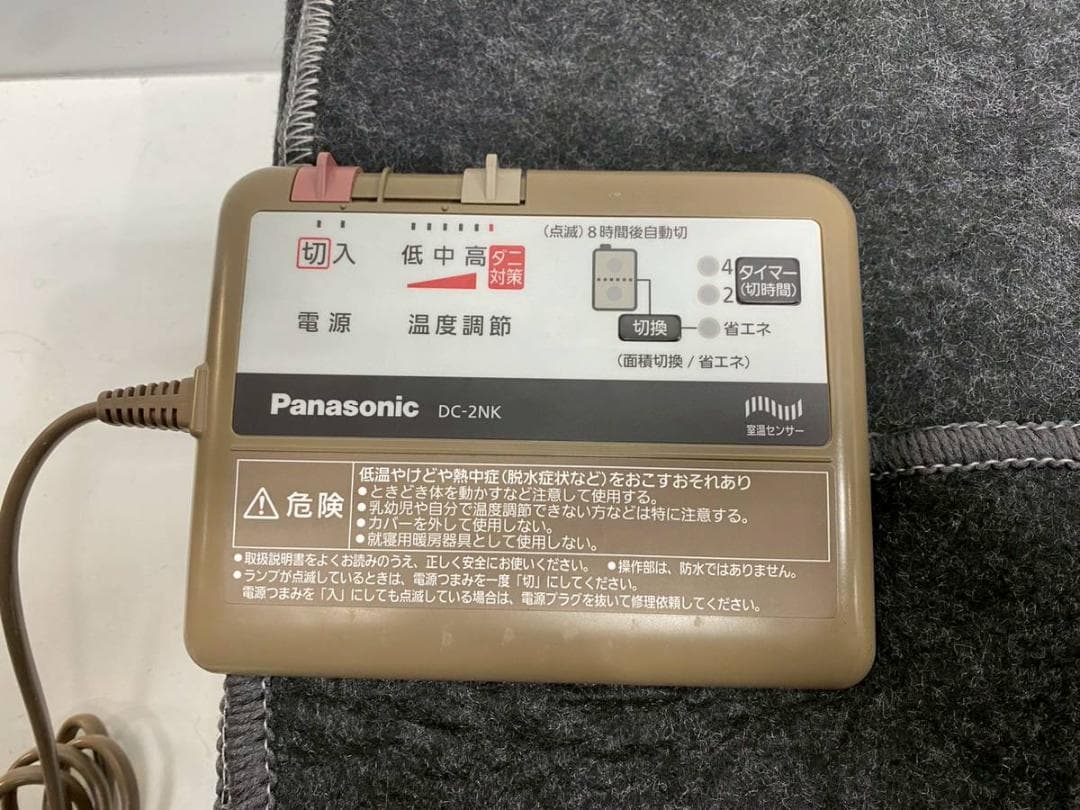 切 入
低 中 高 ダニ対策
電源
温度調節
(点滅)8時間後自動切
4
2
タイマー
(切時間)
切換
省エネ
(面積切換/省エネ)
Panasonic DC-2NK
室温センサー
危険
低温やけどや熱中症(脱水症状など)をおこすおそれあり
●ときどき体を動かすなど注意して使用する。
●乳幼児や自分で温度調節できない方などは特に注意する。
●カバーを外して使用しない。
●就寝用暖房器具として使用しない。
●取扱説明書をよくお読みのうえ、正しく安全にお使いください。 ●操作部は、防水ではありません。
●ランプが点滅しているときは、電源つまみを一度「切」にしてください。
電源つまみを「入」にしても点滅している場合は、電源プラグを抜いて修理依頼してください。